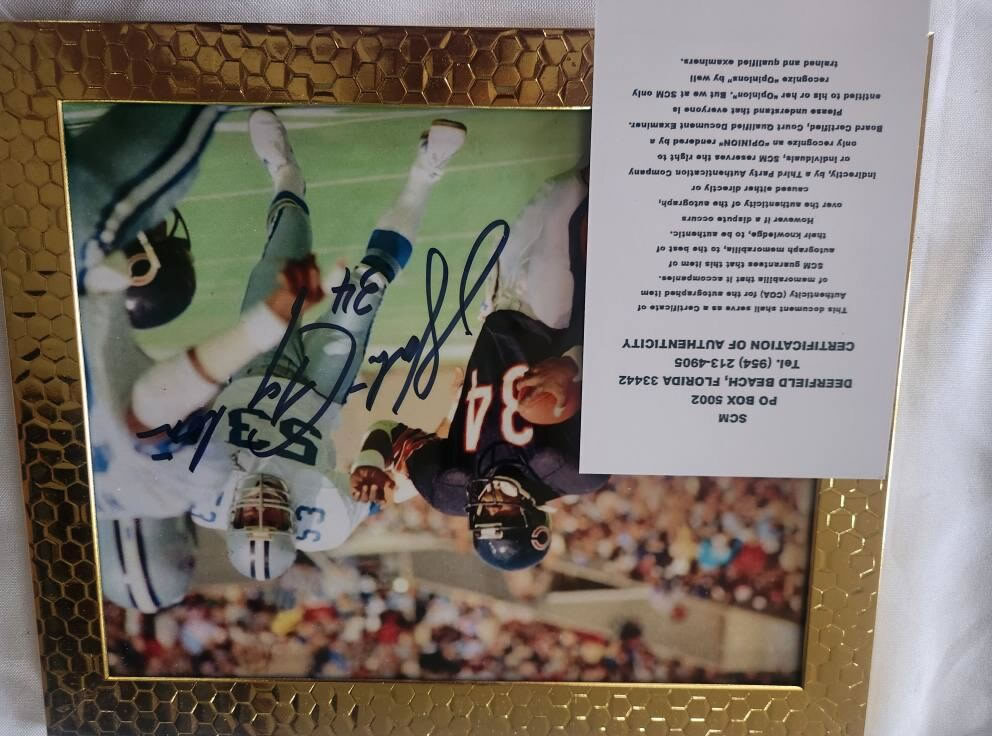 SCM
PO BOX 5002
DEERFIELD BEACH, FLORIDA 33442
Tel. (954) 213-4905
CERTIFICATION OF AUTHENTICITY
This document shall serve as a Certificate of
Authenticity (COA) for the autographed item
of memorabilia that it accompanies.
SCM guarantees that this item of
autograph memorabilia, to the best of
their knowledge, to be authentic.
However if a dispute occurs
over the authenticity of the autograph,
caused either directly or
indirectly, by a Third Party Authentication Company
or individuals, SCM reserves the right to
only recognize an "OPINION" rendered by a
Board Certified, Court Qualified Document Examiner.
Please understand that everyone is
entitled to his or her "Opinion". But we at SCM only
recognize "Opinions" by well
trained and qualified examiners.
34
53
53
34